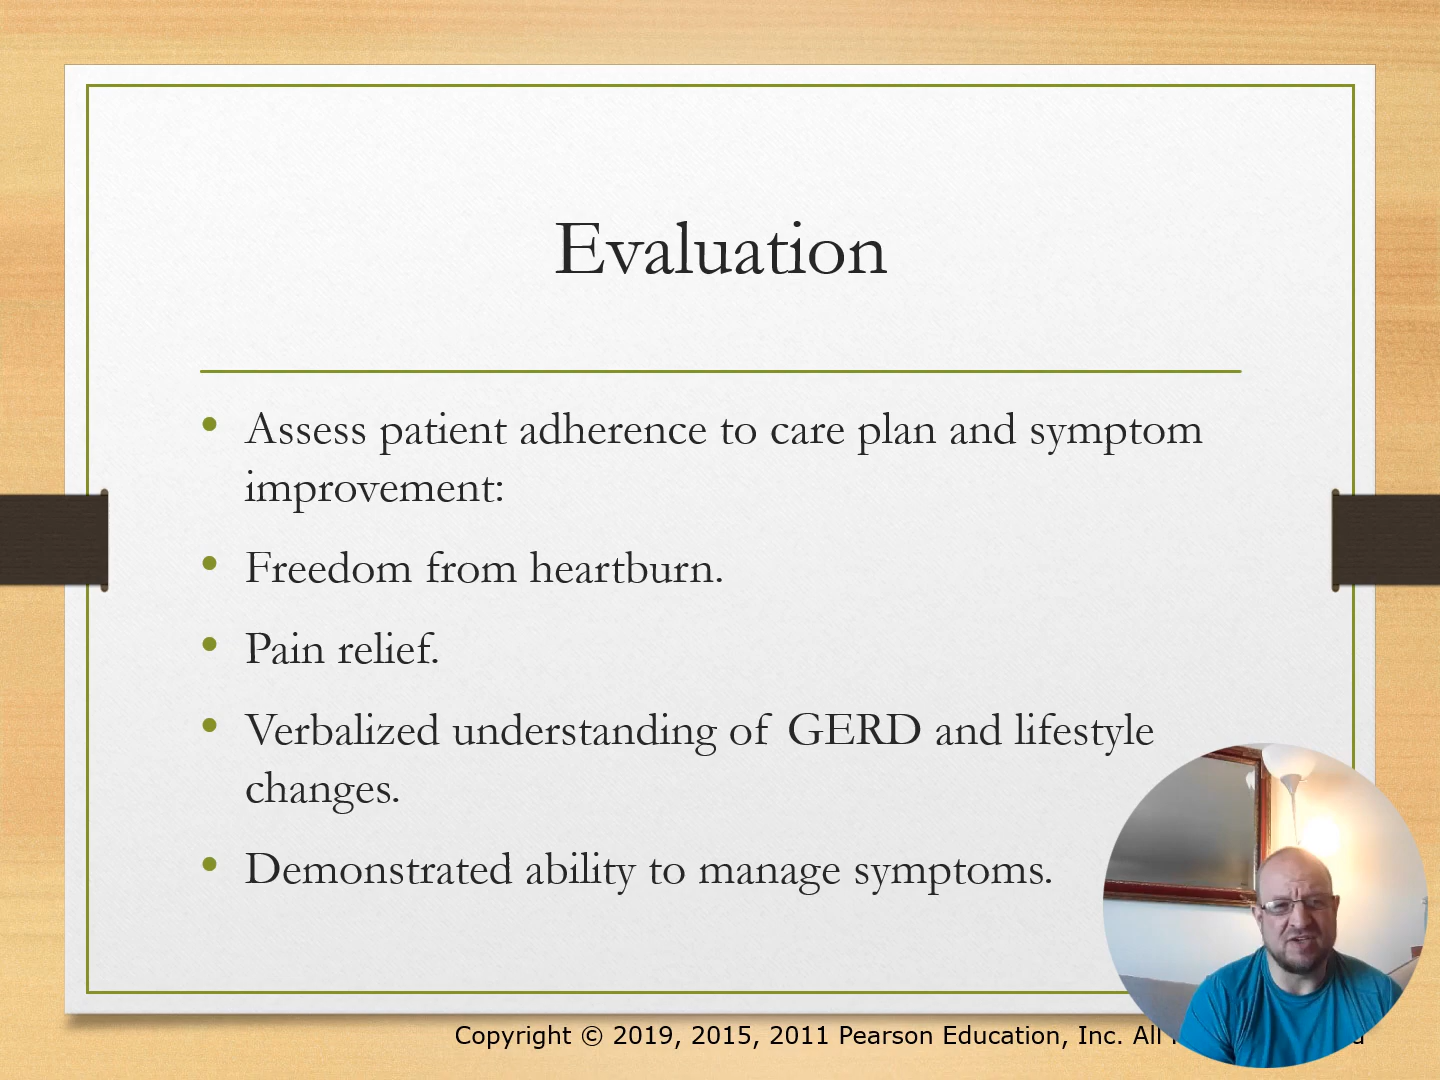 Evaluation
• Assess patient adherence to care plan and symptom
improvement:
• Freedom from heartburn.
• Pain relief.
• Verbalized understanding of GERD and lifestyle
changes.
• Demonstrated ability to manage symptoms.
Copyright © 2019, 2015, 2011 Pearson Education, Inc. All